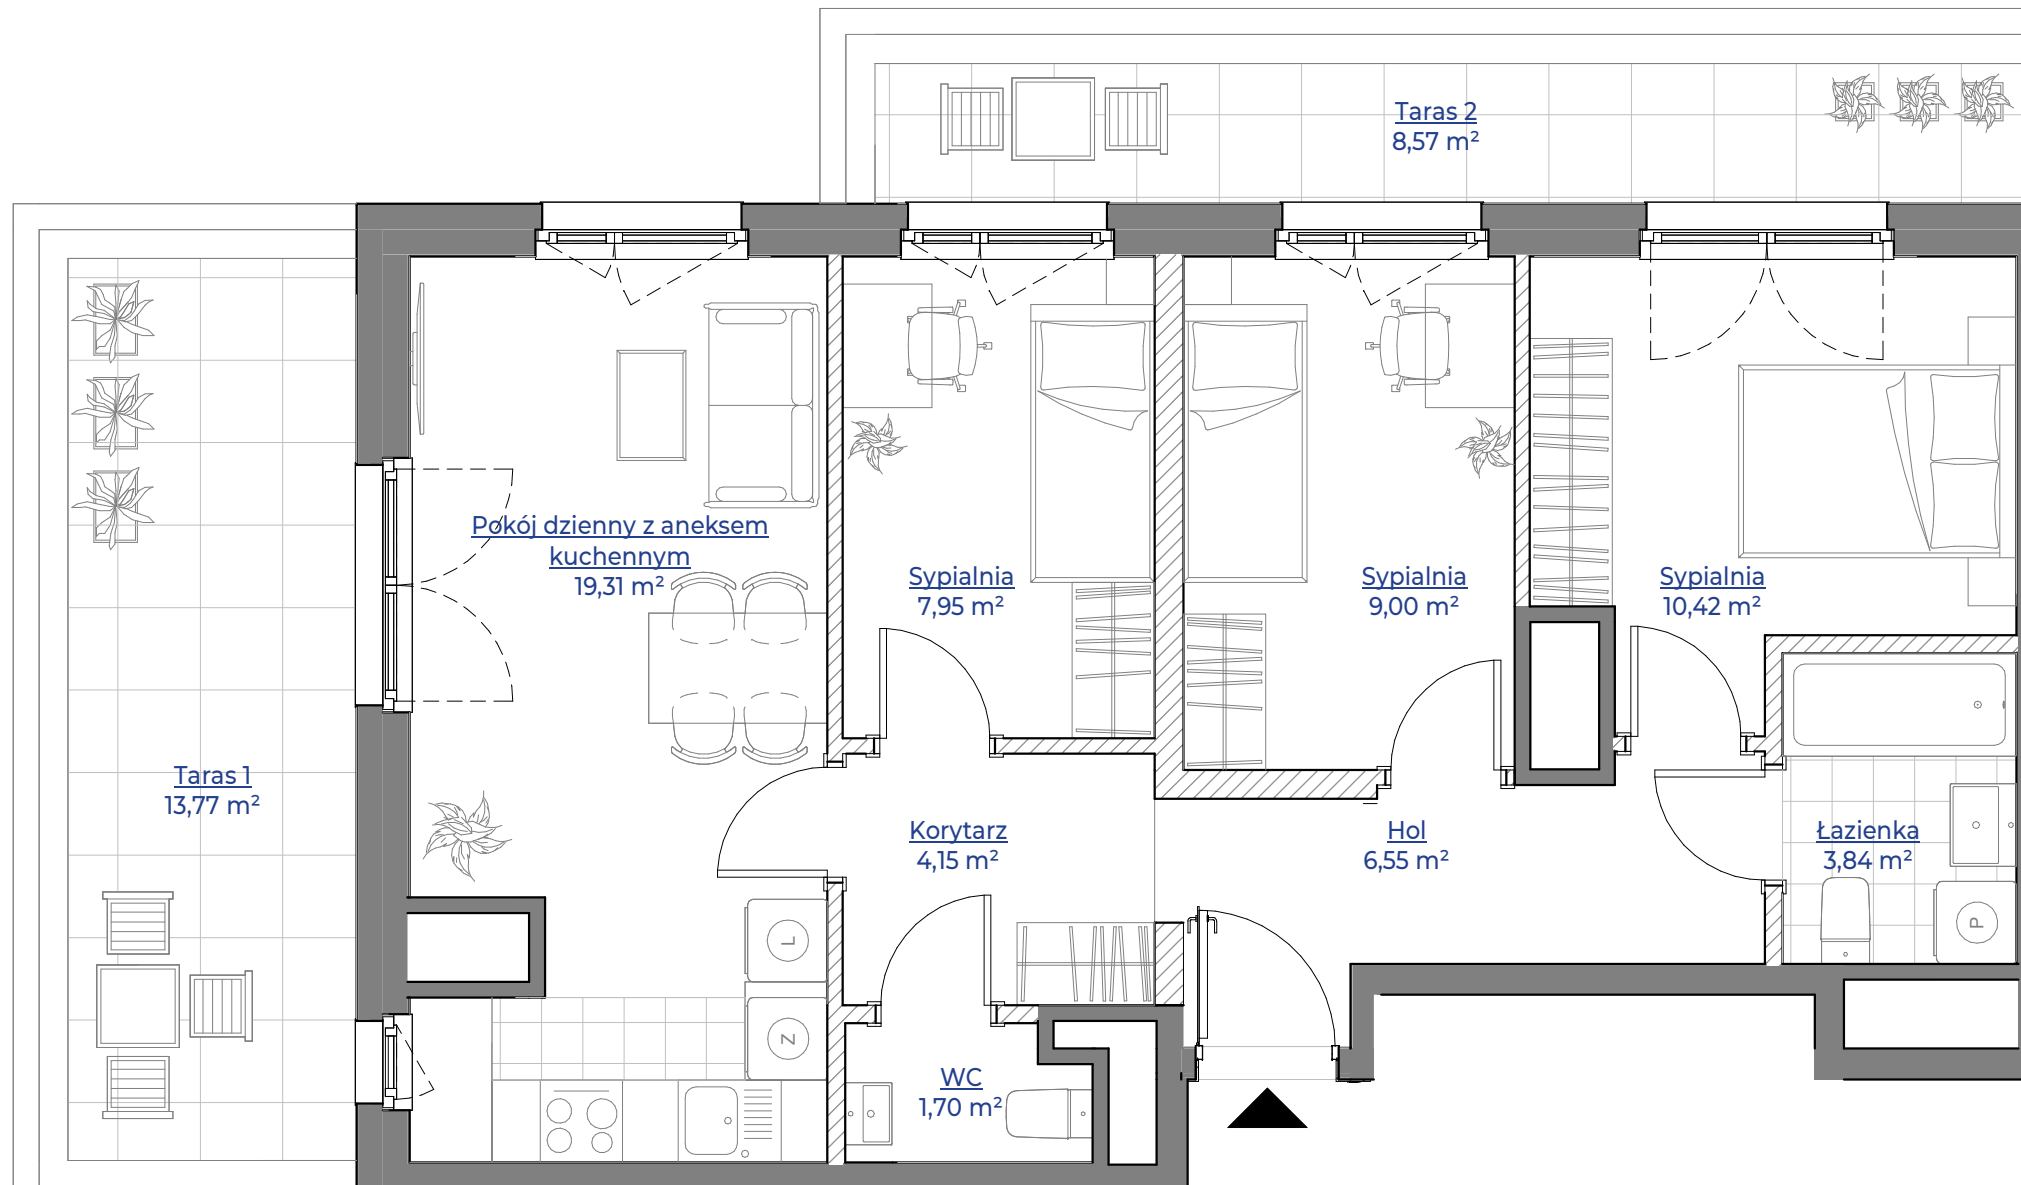 Taras 2
8,57 m²
Pokój dzienny z aneksem
kuchennym
19,31 m²
Sypialnia
7,95 m²
Sypialnia
9,00 m²
Sypialnia
10,42 m²
Taras 1
13,77 m²
Korytarz
4,15 m²
Hol
6,55 m²
Łazienka
3,84 m²
L
P
Z
WC
1,70 m²